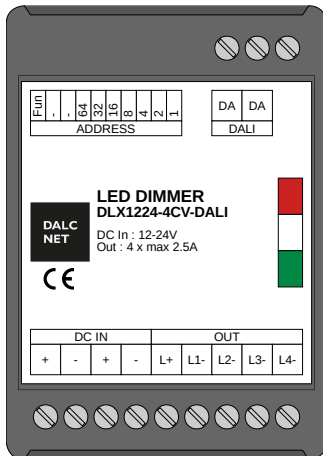 Fun - - 64 32 16 8 4 2 1
ADDRESS
DA DA
DALI
LED DIMMER
DLX1224-4CV-DALI
DALC
NET
DC In : 12-24V
Out : 4 x max 2.5A
CE
DC IN OUT
+ - + - L+ L1- L2- L3- L4-